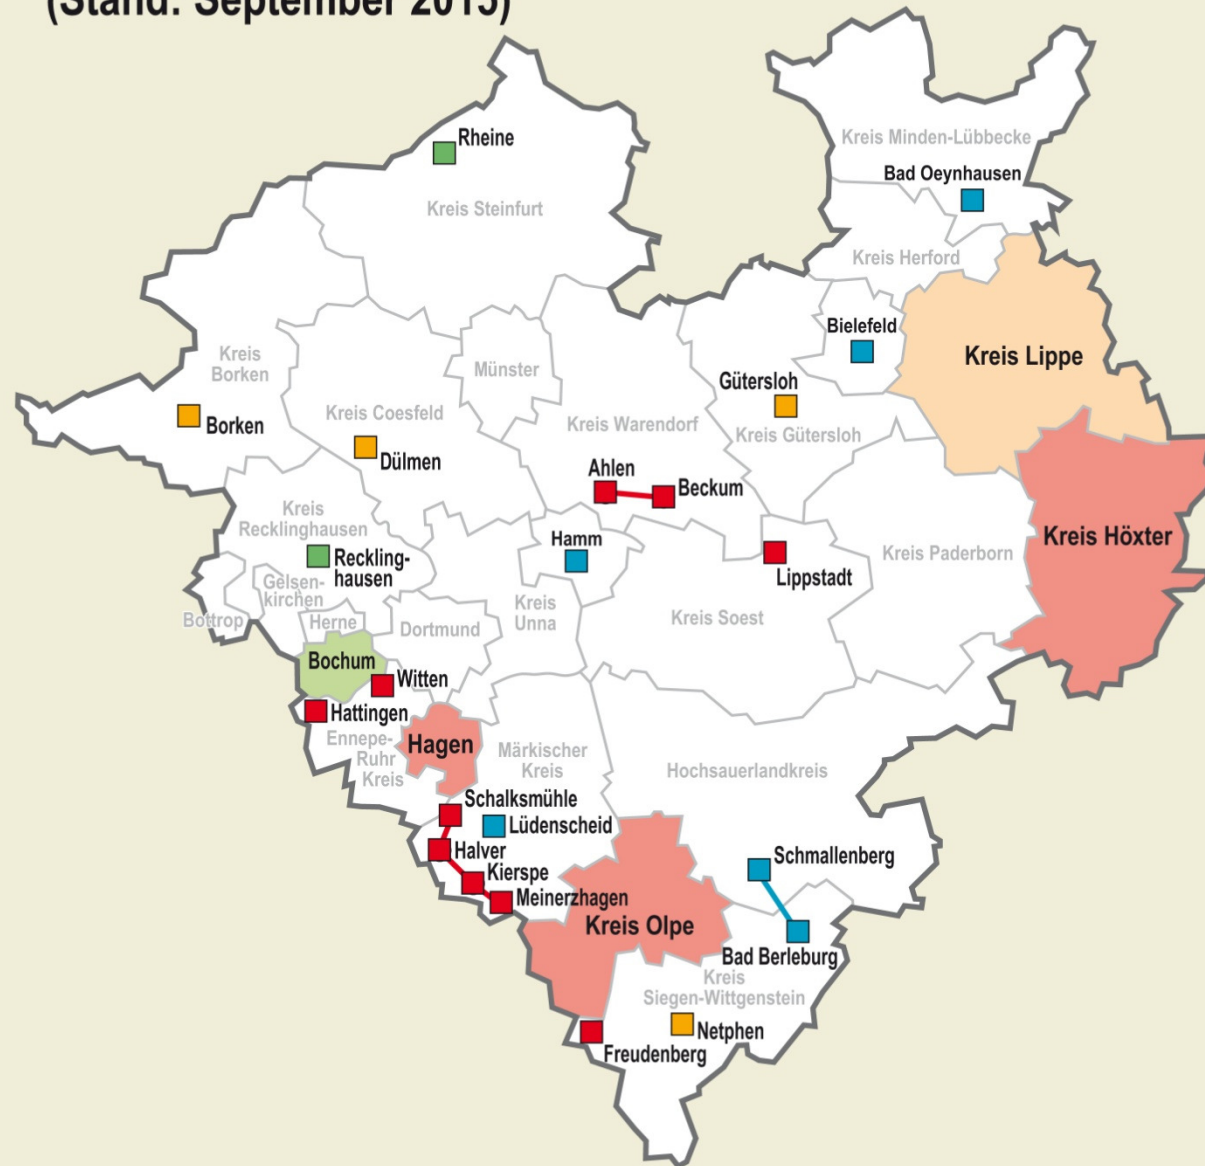 (Stand: September 2015)
Rheine
Kreis Steinfurt
Kreis Minden-Lübbecke
Bad Oeynhausen
Kreis Herford
Bielefeld
Kreis Lippe
Kreis
Borken
Münster
Gütersloh
Borken
Kreis Coesfeld
Kreis Warendorf
Kreis Gütersloh
Dülmen
Ahlen
Beckum
Kreis
Recklinghausen
Hamm
Kreis Höxter
Reckling-
hausen
Lippstadt
Kreis Paderborn
Gelsen-
kirchen
Kreis
Unna
Kreis Soest
Bottrop
Herne
Dortmund
Bochum
Witten
Hattingen
Ennepe-
Ruhr
Kreis
Hagen
Märkischer
Kreis
Hochsauerlandkreis
Schalksmühle
Lüdenscheid
Halver
Kierspe
Meinerzhagen
Schmallenberg
Kreis Olpe
Bad Berleburg
Kreis
Siegen-Wittgenstein
Netphen
Freudenberg